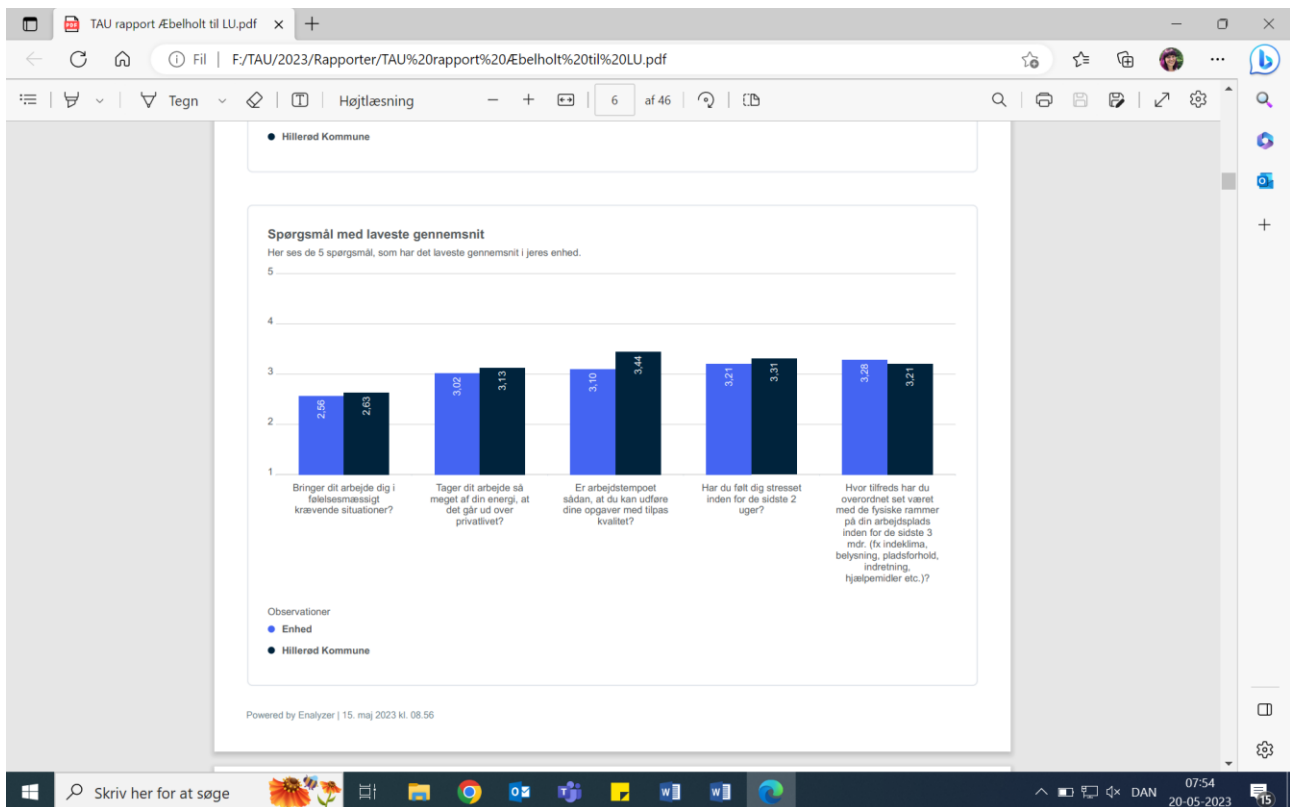 TAU rapport Æbelholt til LU.pdf
Fil | F:/TAU/2023/Rapporter/TAU%20rapport%20Æbelholt%20til%20LU.pdf
Tegn Højtlæsning 6 af 46
Hillerød Kommune
Spørgsmål med laveste gennemsnit
Her ses de 5 spørgsmål, som har det laveste gennemsnit i jeres enhed.
5
4
3
2
1
2,56
2,63
3,02
3,13
3,10
3,44
3,21
3,31
3,28
3,21
Bringer dit arbejde dig i
følelsesmæssigt
krævende situationer?
Tager dit arbejde så
meget af din energi, at
det går ud over
privatlivet?
Er arbejdstempoet
sådan, at du kan udføre
dine opgaver med tilpas
kvalitet?
Har du følt dig stresset
inden for de sidste 2
uger?
Hvor tilfreds har du
overordnet set været
med de fysiske rammer
på din arbejdsplads
inden for de sidste 3
mdr. (fx indeklima,
belysning, pladsforhold,
indretning,
hjælpemidler etc.)?
Observationer
Enhed
Hillerød Kommune
Powered by Enalyzer | 15. maj 2023 kl. 08.56
Skriv her for at søge
DAN
07:54
20-05-2023
15